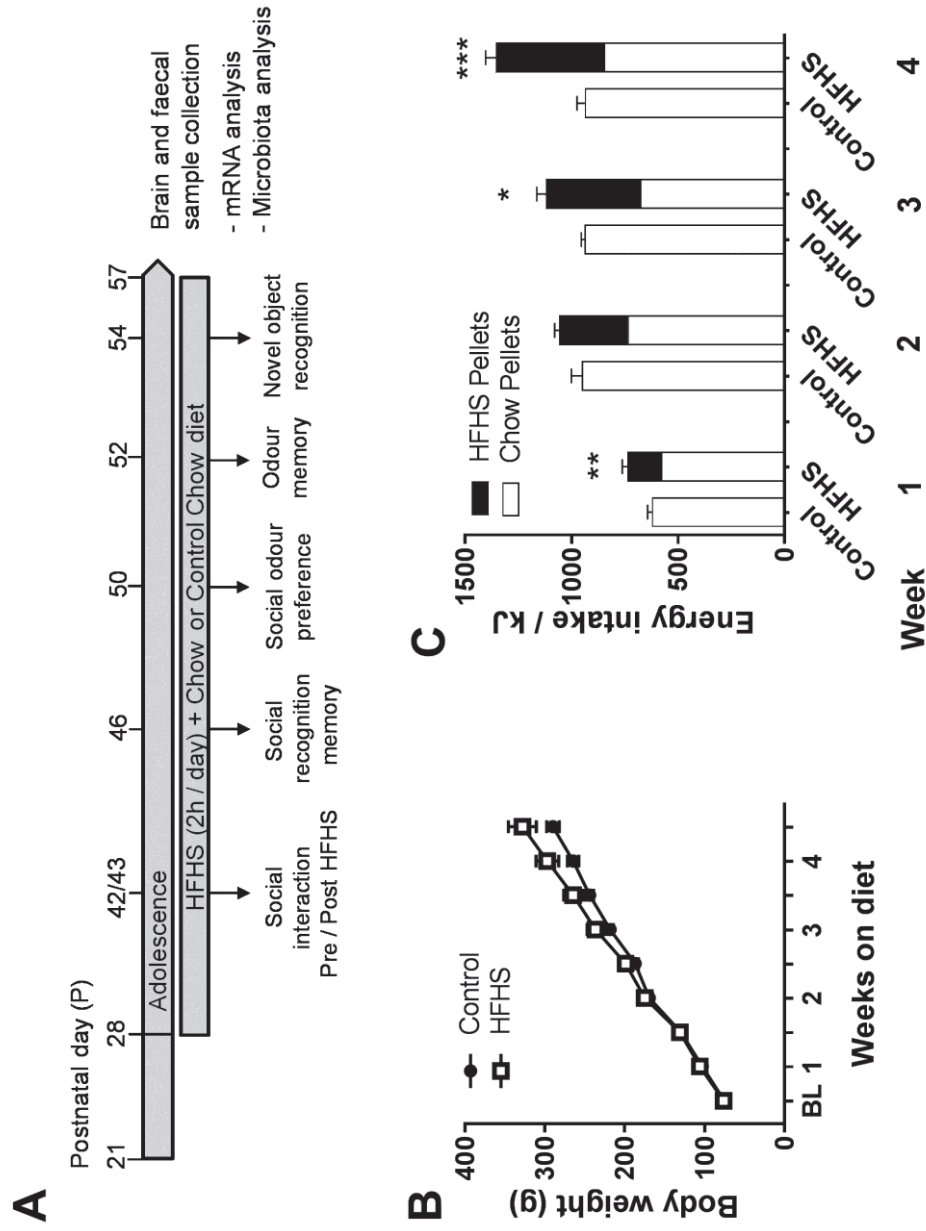 A
Postnatal day (P)
21
28
42/43
46
50
52
54
57
Adolescence
HFHS (2h / day) + Chow or Control Chow diet
Social
interaction
Pre / Post HFHS
Social
recognition
memory
Social odour
preference
Odour
memory
Novel object
recognition
Brain and faecal
sample collection
- mRNA analysis
- Microbiota analysis
B
Body weight (g)
400
300
200
100
0
Control
HFHS
BL 1 2 3 4
Weeks on diet
C
Energy intake / kJ
1500
1000
500
0
HFHS Pellets
Chow Pellets
**
*
***
Control
HFHS
Control
HFHS
Control
HFHS
Control
HFHS
Week 1 2 3 4